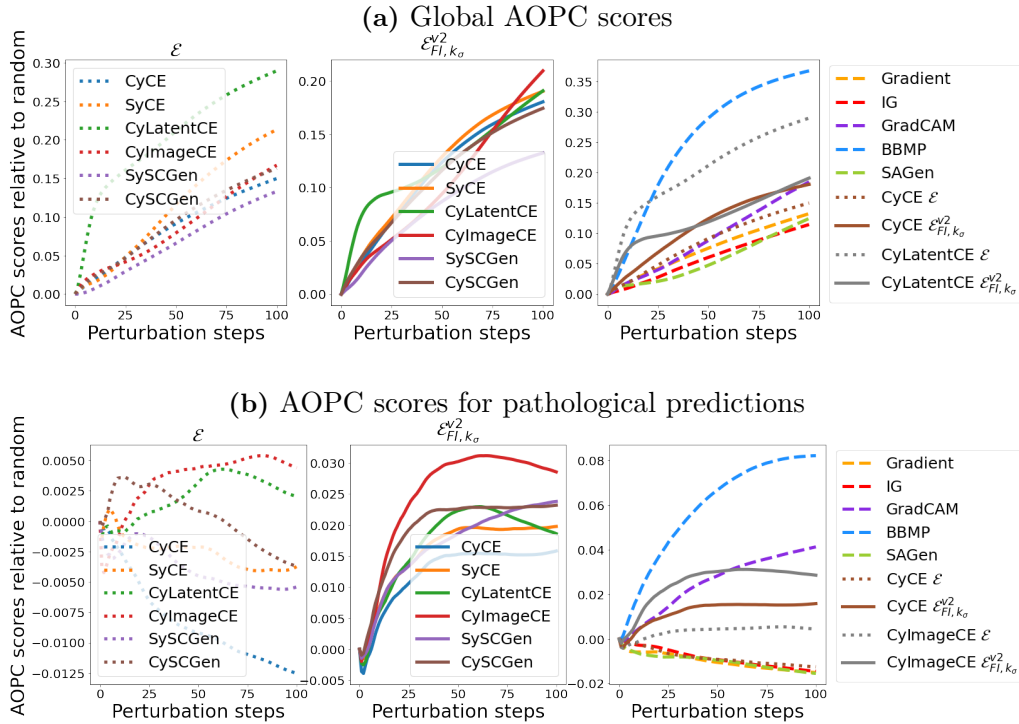 (a) Global AOPC scores
AOPC scores relative to random
ℰ
0.30
0.25
0.20
0.15
0.10
0.05
0.00
CyCE
SyCE
CyLatentCE
CyImageCE
SySCGen
CySCGen
0 25 50 75 100
Perturbation steps
ℰ^{v2}_{FI, kσ}
0.20
0.15
0.10
0.05
0.00
CyCE
SyCE
CyLatentCE
CyImageCE
SySCGen
CySCGen
0 25 50 75 100
Perturbation steps
0.35
0.30
0.25
0.20
0.15
0.10
0.05
0.00
0 25 50 75 100
Perturbation steps
Gradient
IG
GradCAM
BBMP
SAGen
CyCE ℰ
CyCE ℰ^{v2}_{FI, kσ}
CyLatentCE ℰ
CyLatentCE ℰ^{v2}_{FI, kσ}
(b) AOPC scores for pathological predictions
AOPC scores relative to random
ℰ
0.0050
0.0025
0.0000
−0.0025
−0.0050
−0.0075
−0.0100
−0.0125
CyCE
SyCE
CyLatentCE
CyImageCE
SySCGen
CySCGen
0 25 50 75 100
Perturbation steps
ℰ^{v2}_{FI, kσ}
0.030
0.025
0.020
0.015
0.010
0.005
0.000
−0.005
CyCE
SyCE
CyLatentCE
CyImageCE
SySCGen
CySCGen
0 25 50 75 100
Perturbation steps
0.08
0.06
0.04
0.02
0.00
−0.02
0 25 50 75 100
Perturbation steps
Gradient
IG
GradCAM
BBMP
SAGen
CyCE ℰ
CyCE ℰ^{v2}_{FI, kσ}
CyImageCE ℰ
CyImageCE ℰ^{v2}_{FI, kσ}